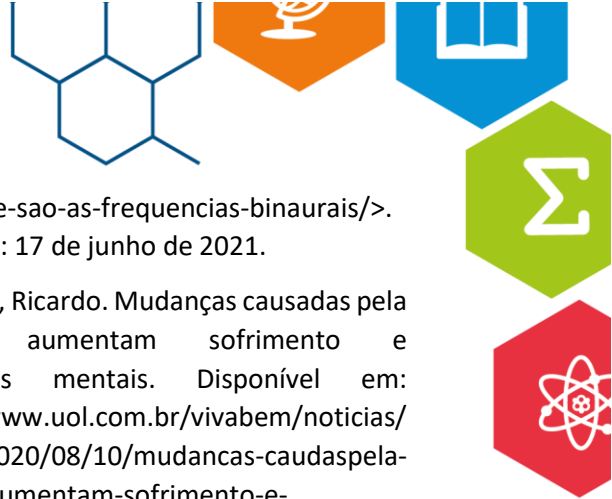 Σ
e-sao-as-frequencias-binaurais/>.
: 17 de junho de 2021.
, Ricardo. Mudanças causadas pela
aumentam sofrimento e
s mentais. Disponível em:
ww.uol.com.br/vivabem/noticias/
020/08/10/mudancas-caudaspela-
umentam-sofrimento-e-